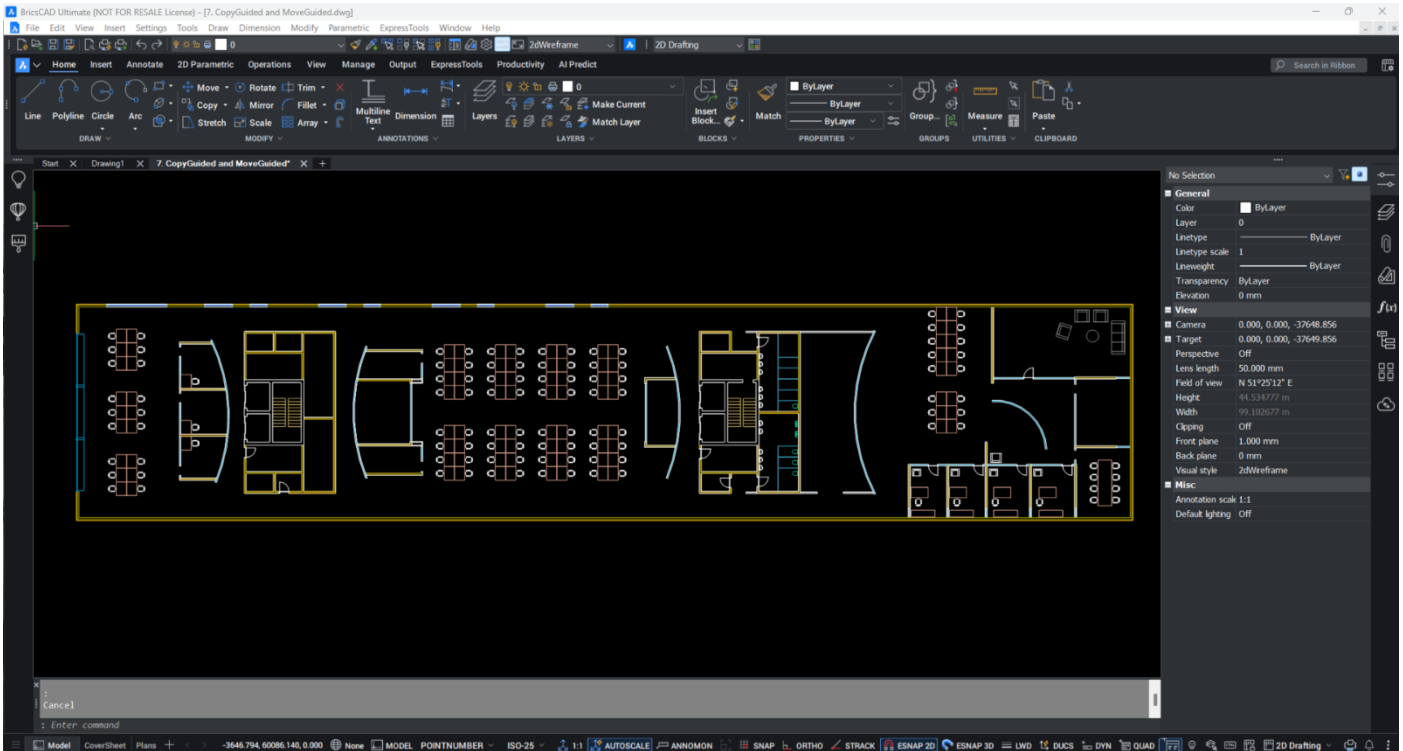 BricsCAD Ultimate (NOT FOR RESALE License) - [7. CopyGuided and MoveGuided.dwg]
File Edit View Insert Settings Tools Draw Dimension Modify Parametric ExpressTools Window Help
0 2dWireframe 2D Drafting
Home Insert Annotate 2D Parametric Operations View Manage Output ExpressTools Productivity AI Predict Search in Ribbon
Move Rotate Trim 0 ByLayer
Copy Mirror Fillet Make Current ByLayer
Line Polyline Circle Arc Stretch Scale Array Multiline Text Dimension Layers Match Layer Insert Block... Match ByLayer Group... Measure Paste
DRAW MODIFY ANNOTATIONS LAYERS BLOCKS PROPERTIES GROUPS UTILITIES CLIPBOARD
Start Drawing1 7. CopyGuided and MoveGuided*
No Selection
General
Color ByLayer
Layer 0
Linetype ByLayer
Linetype scale 1
Lineweight ByLayer
Transparency ByLayer
Elevation 0 mm
View
Camera 0.000, 0.000, -37648.856
Target 0.000, 0.000, -37649.856
Perspective Off
Lens length 50.000 mm
Field of view N 51°25'12" E
Height 44.534777 m
Width 99.102677 m
Clipping Off
Front plane 1.000 mm
Back plane 0 mm
Visual style 2dWireframe
Misc
Annotation scale 1:1
Default lighting Off
:
Cancel
: Enter command
Model CoverSheet Plans -3646.794, 60086.140, 0.000 None MODEL POINTNUMBER ISO-25 1:1 AUTOSCALE ANNOMON SNAP ORTHO STRACK ESNAP 2D ESNAP 3D LWD DUCS DYN QUAD 2D Drafting